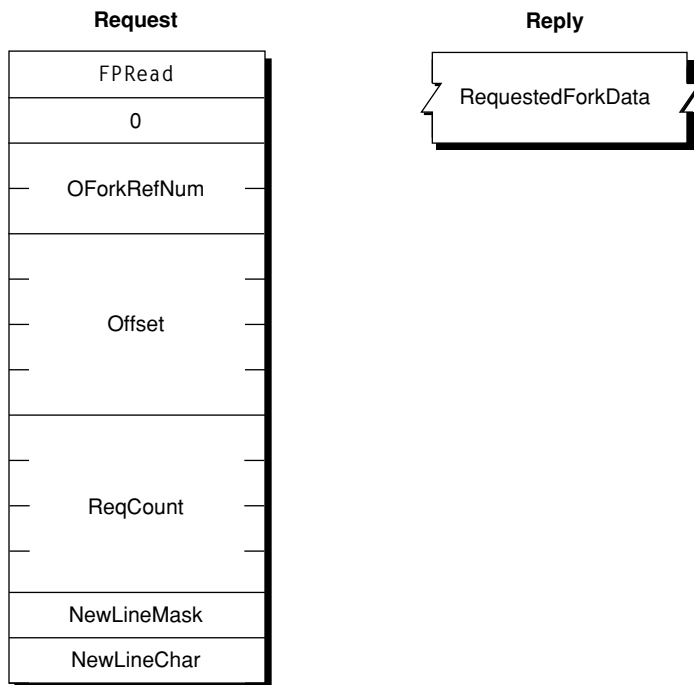 Request
FPRead
0
OForkRefNum
Offset
ReqCount
NewLineMask
NewLineChar
Reply
RequestedForkData